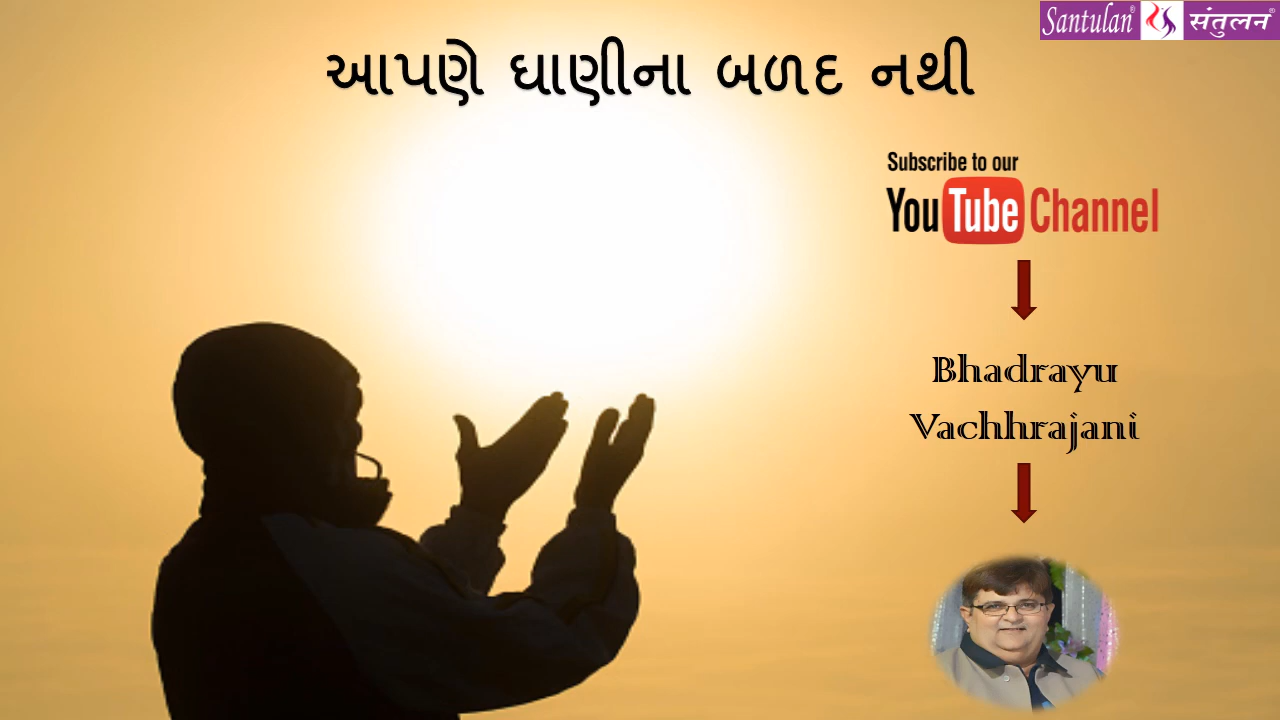 Santulan® संतुलन®
આપણે ઘાણીના બળદ નથી
Subscribe to our
YouTube Channel
Bhadrayu
Vachhrajani